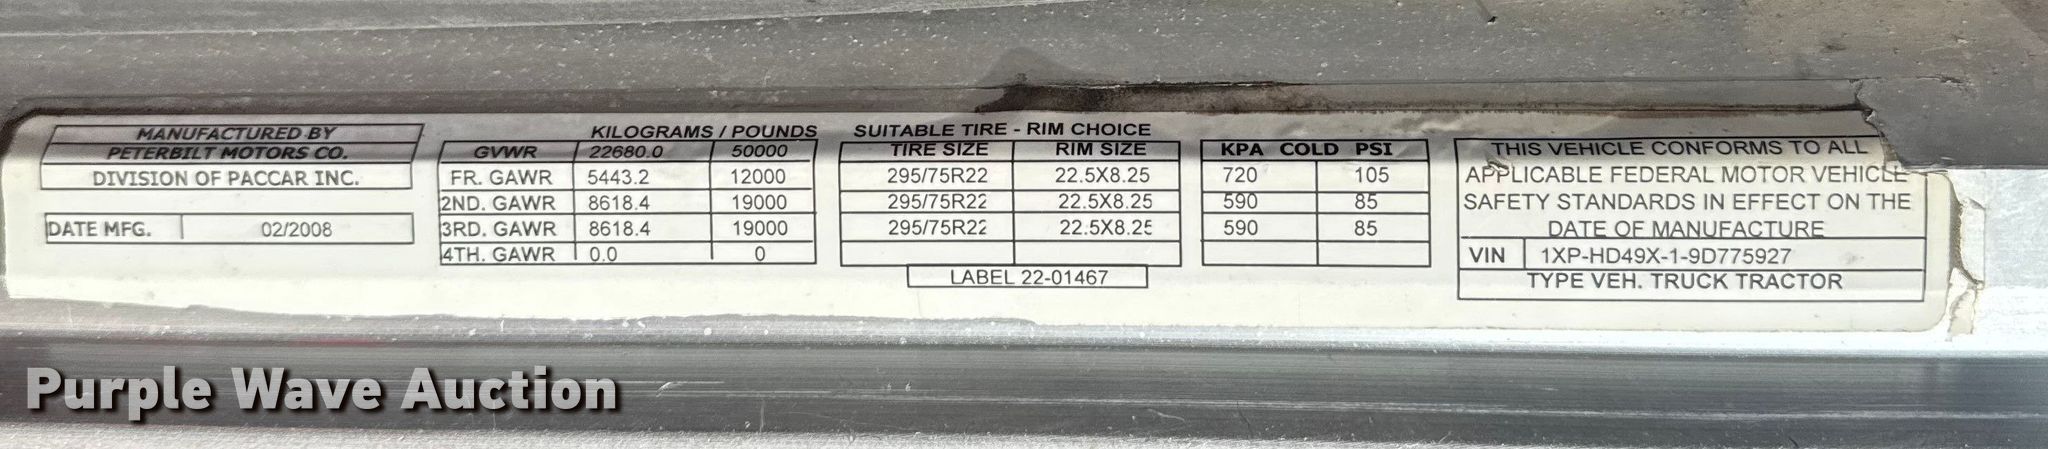 MANUFACTURED BY
PETERBILT MOTORS CO.
DIVISION OF PACCAR INC.
DATE MFG. 02/2008
KILOGRAMS / POUNDS
GVWR 22680.0 50000
FR. GAWR 5443.2 12000
2ND. GAWR 8618.4 19000
3RD. GAWR 8618.4 19000
4TH. GAWR 0.0 0
SUITABLE TIRE - RIM CHOICE
TIRE SIZE RIM SIZE
295/75R22 22.5X8.25
295/75R22 22.5X8.25
295/75R22 22.5X8.25
LABEL 22-01467
KPA COLD PSI
720 105
590 85
590 85
THIS VEHICLE CONFORMS TO ALL
APPLICABLE FEDERAL MOTOR VEHICLE
SAFETY STANDARDS IN EFFECT ON THE
DATE OF MANUFACTURE
VIN 1XP-HD49X-1-9D775927
TYPE VEH. TRUCK TRACTOR
Purple Wave Auction